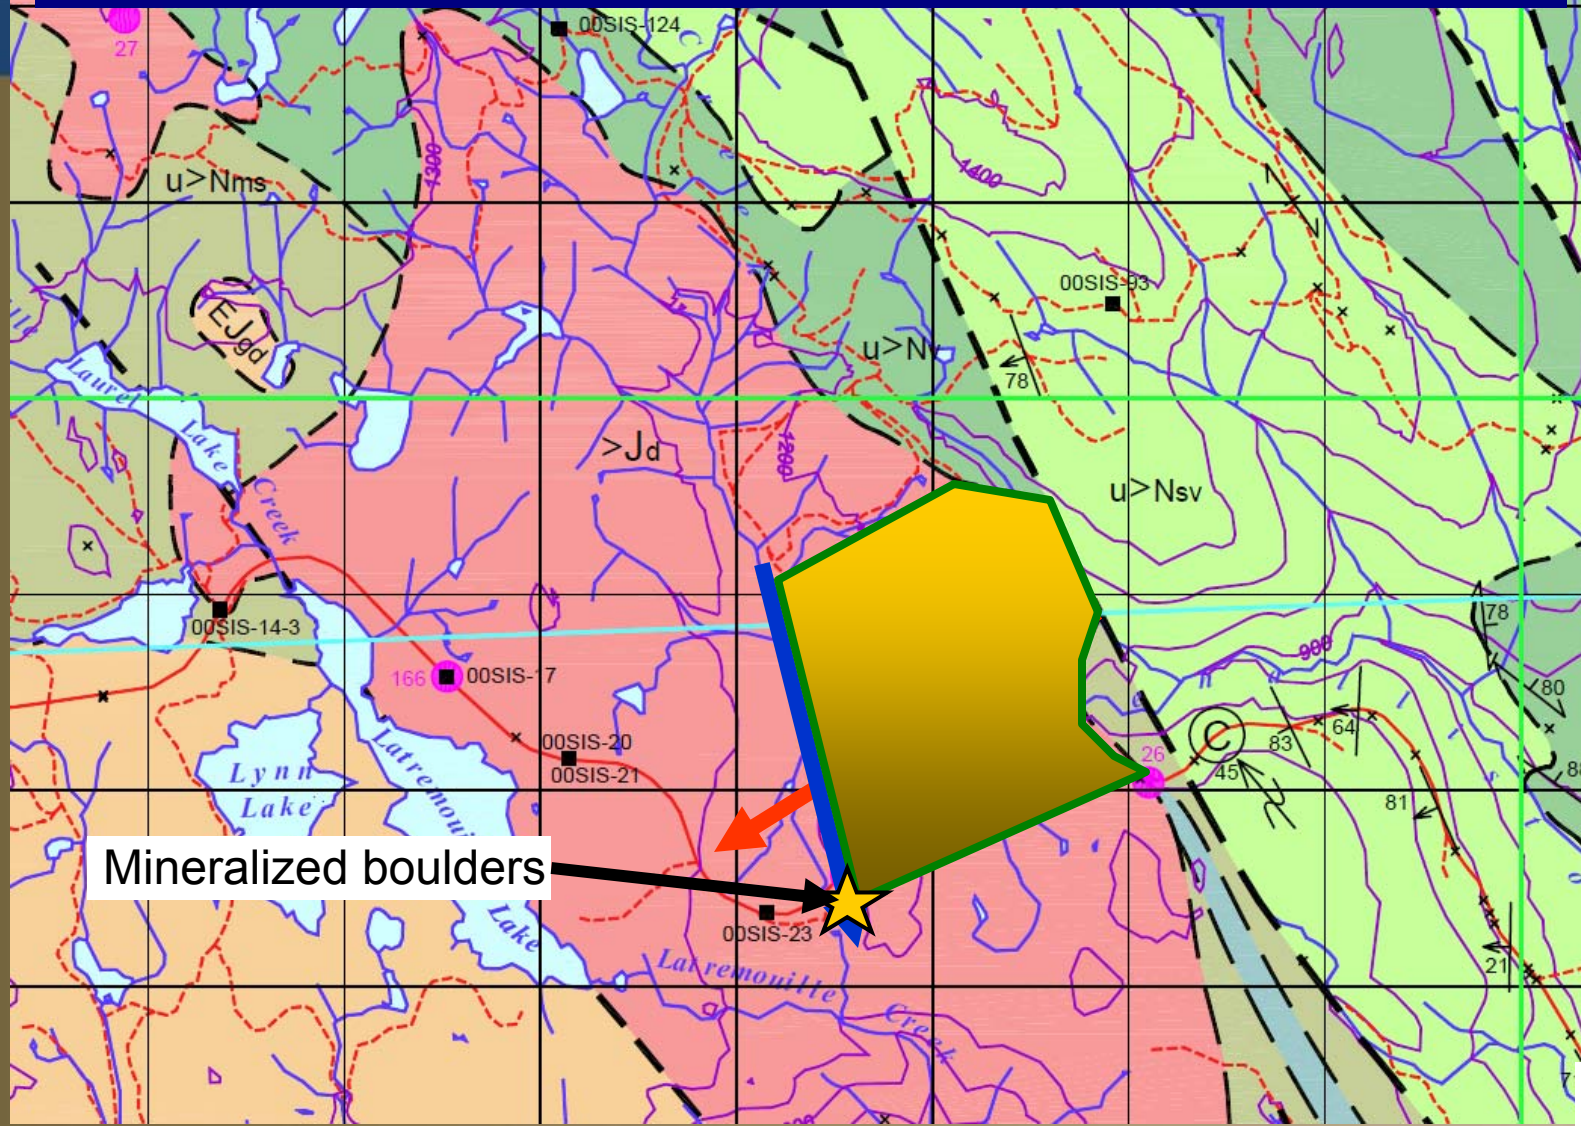 00SIS-124
27
1300
1400
u>Nms
00SIS-93
EJgd
u>Nv
78
Laurel
Lake
1200
>Jd
u>Nsv
Creek
00SIS-14-3
78
900
166
00SIS-17
80
C
64
83
00SIS-20
00SIS-21
26
45
Lynn
Lake
81
Mineralized boulders
Lake
00SIS-23
21
Latremouille
Creek